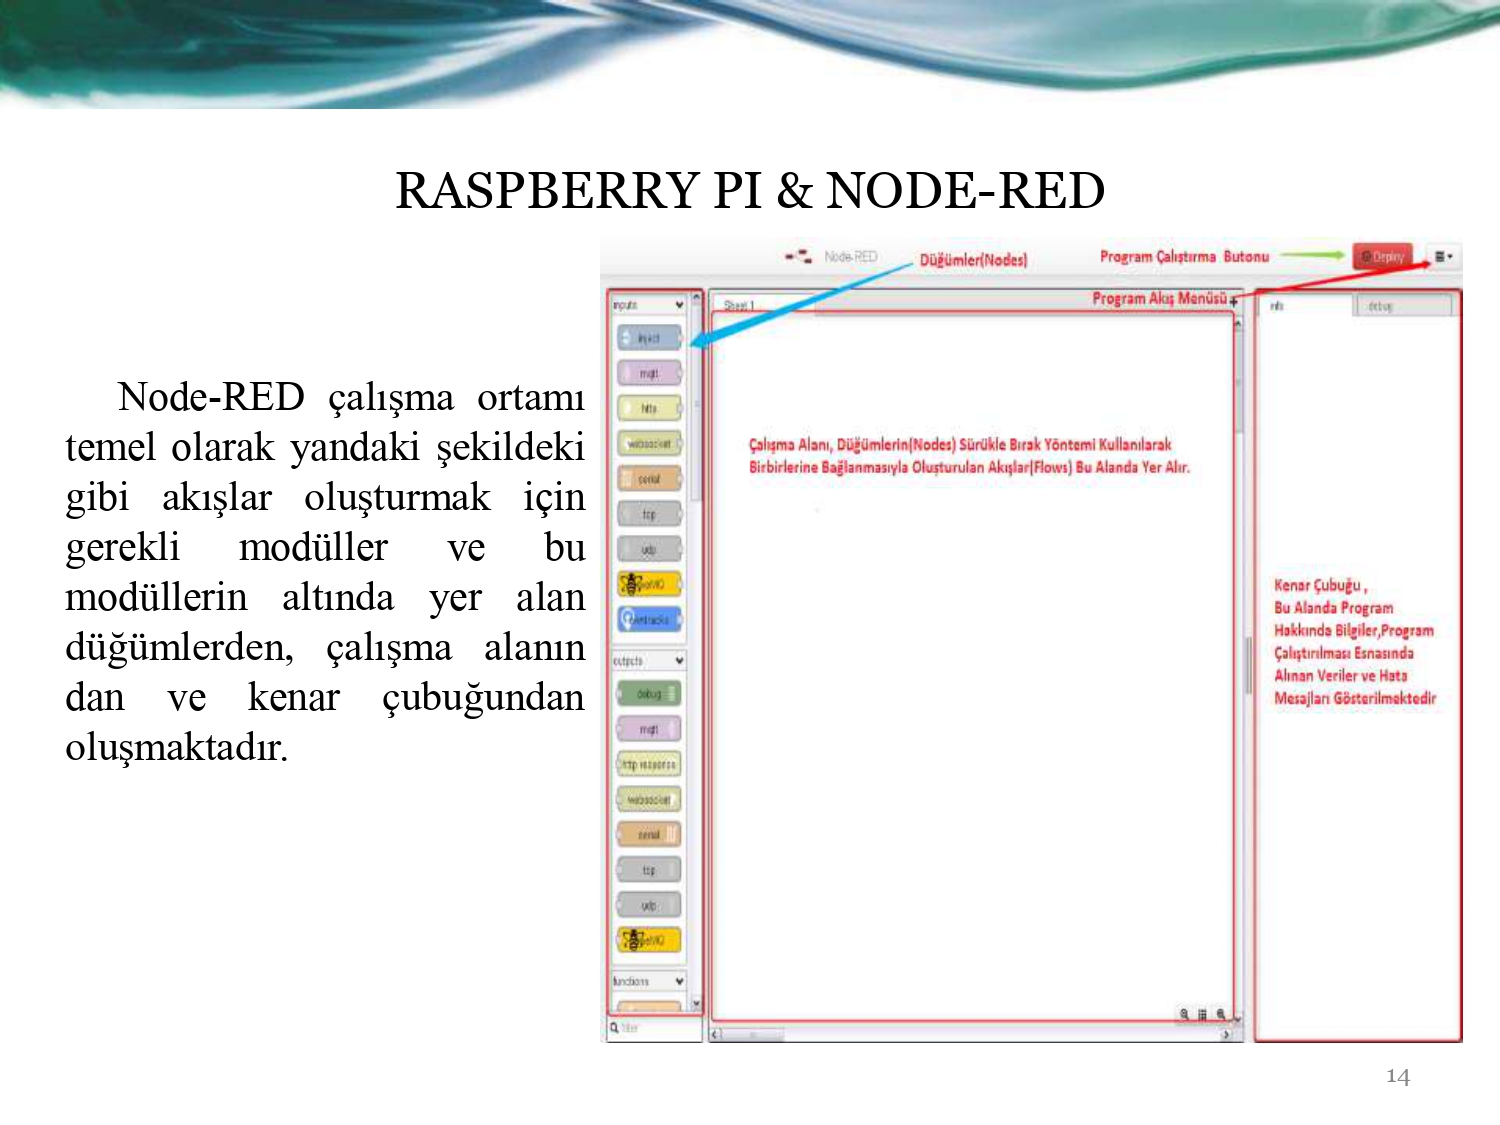 RASPBERRY PI & NODE-RED
Node-RED çalışma ortamı
temel olarak yandaki şekildeki
gibi akışlar oluşturmak için
gerekli modüller ve bu
modüllerin altında yer alan
düğümlerden, çalışma alanın
dan ve kenar çubuğundan
oluşmaktadır.
Node-RED
Düğümler(Nodes)
Program Çalıştırma Butonu
Deploy
Program Akış Menüsü
inputs
Sheet 1
info
debug
inject
mqtt
http
websocket
serial
tcp
udp
owntracks
outputs
debug
mqtt
http response
websocket
serial
tcp
udp
functions
filter
Çalışma Alanı, Düğümlerin(Nodes) Sürükle Bırak Yöntemi Kullanılarak
Birbirlerine Bağlanmasıyla Oluşturulan Akışlar(Flows) Bu Alanda Yer Alır.
Kenar Çubuğu ,
Bu Alanda Program
Hakkında Bilgiler,Program
Çalıştırılması Esnasında
Alınan Veriler ve Hata
Mesajları Gösterilmektedir
14